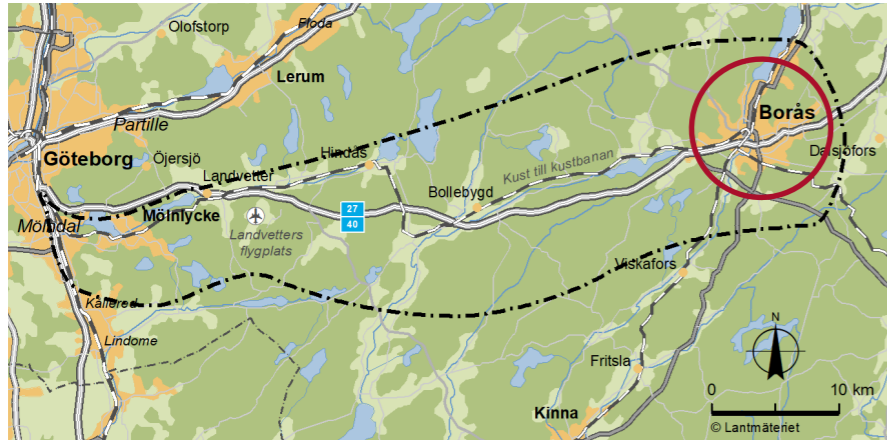 Olofstorp
Floda
Lerum
Partille
Göteborg
Öjersjö
Landvetter
Hindås
Mölnlycke
Mölndal
Landvetters
flygplats
27
40
Bollebygd
Kust till kustbanan
Borås
Dalsjöfors
Viskafors
Kållered
Lindome
Fritsla
Kinna
N
0 10 km
© Lantmäteriet